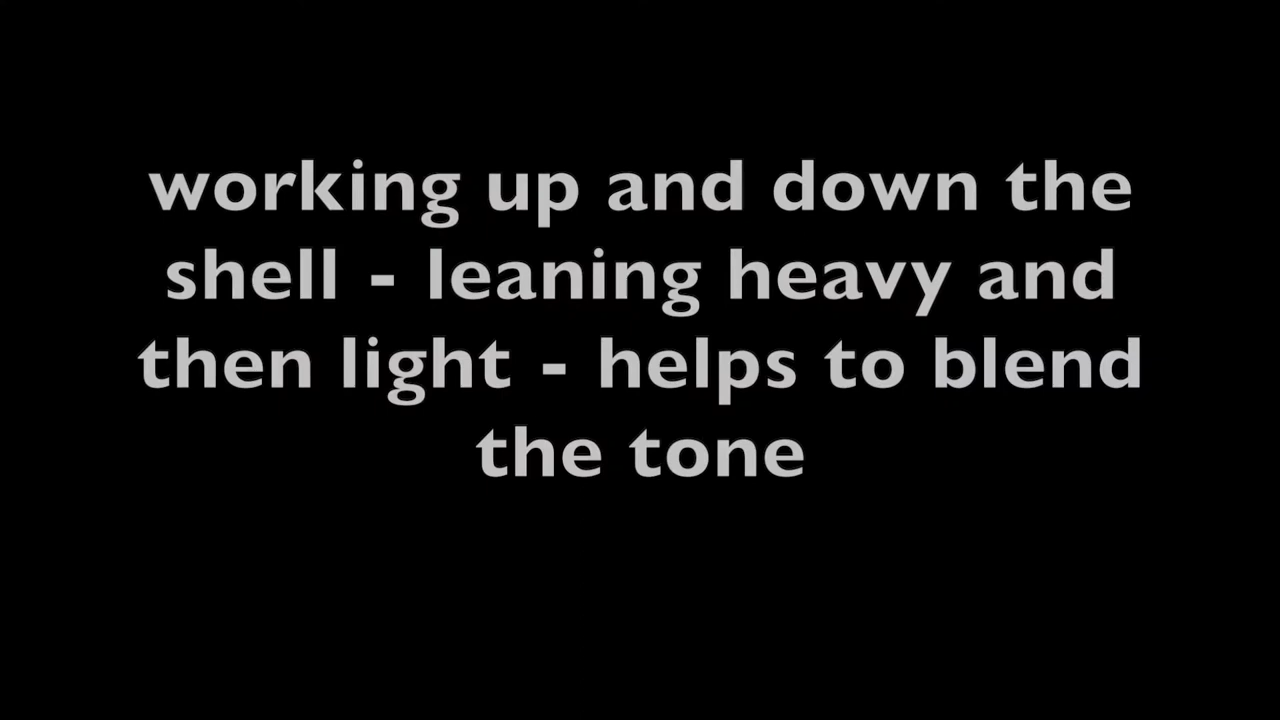 working up and down the
shell - leaning heavy and
then light - helps to blend
the tone